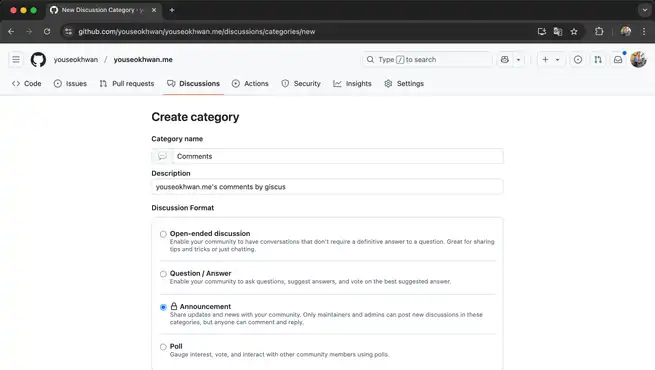 New Discussion Category · yo
github.com/youseokhwan/youseokhwan.me/discussions/categories/new
youseokhwan / youseokhwan.me
Type / to search
Code Issues Pull requests Discussions Actions Security Insights Settings
Create category
Category name
Comments
Description
youseokhwan.me's comments by giscus
Discussion Format
Open-ended discussion
Enable your community to have conversations that don't require a definitive answer to a question. Great for sharing
tips and tricks or just chatting.
Question / Answer
Enable your community to ask questions, suggest answers, and vote on the best suggested answer.
Announcement
Share updates and news with your community. Only maintainers and admins can post new discussions in these
categories, but anyone can comment and reply.
Poll
Gauge interest, vote, and interact with other community members using polls.